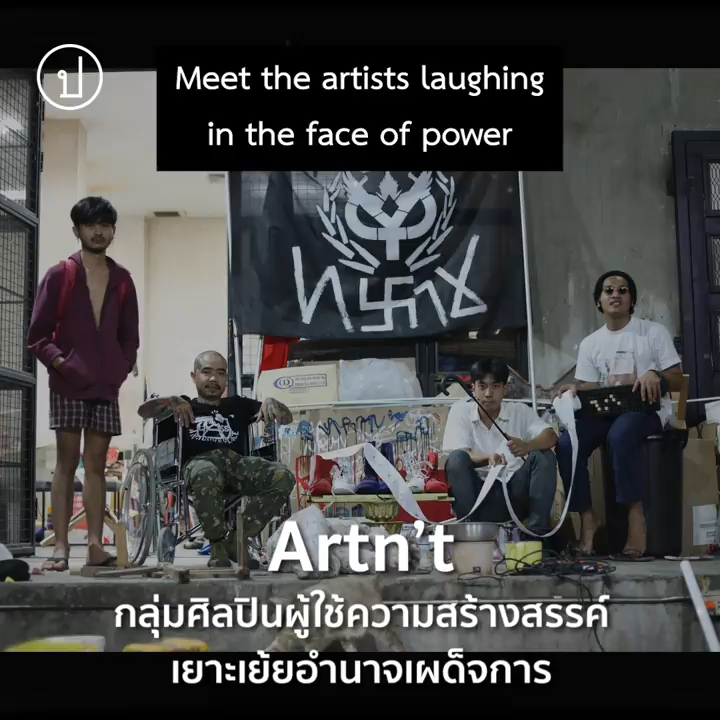 ป
Meet the artists laughing
in the face of power
Artn't
กลุ่มศิลปินผู้ใช้ความสร้างสรรค์
เยาะเย้ยอำนาจเผด็จการ